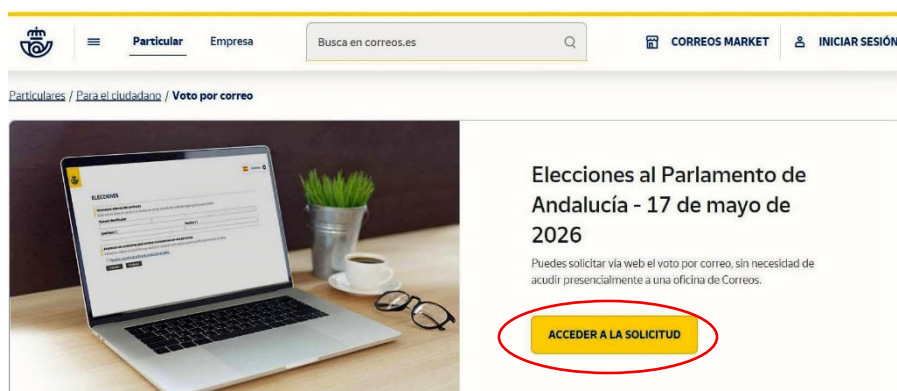 Particular
Empresa
Busca en correos.es
CORREOS MARKET
INICIAR SESIÓN
Particulares / Para el ciudadano / Voto por correo
ELECCIONES
Elecciones al Parlamento de
Andalucía - 17 de mayo de
2026
Puedes solicitar vía web el voto por correo, sin necesidad de
acudir presencialmente a una oficina de Correos.
ACCEDER A LA SOLICITUD